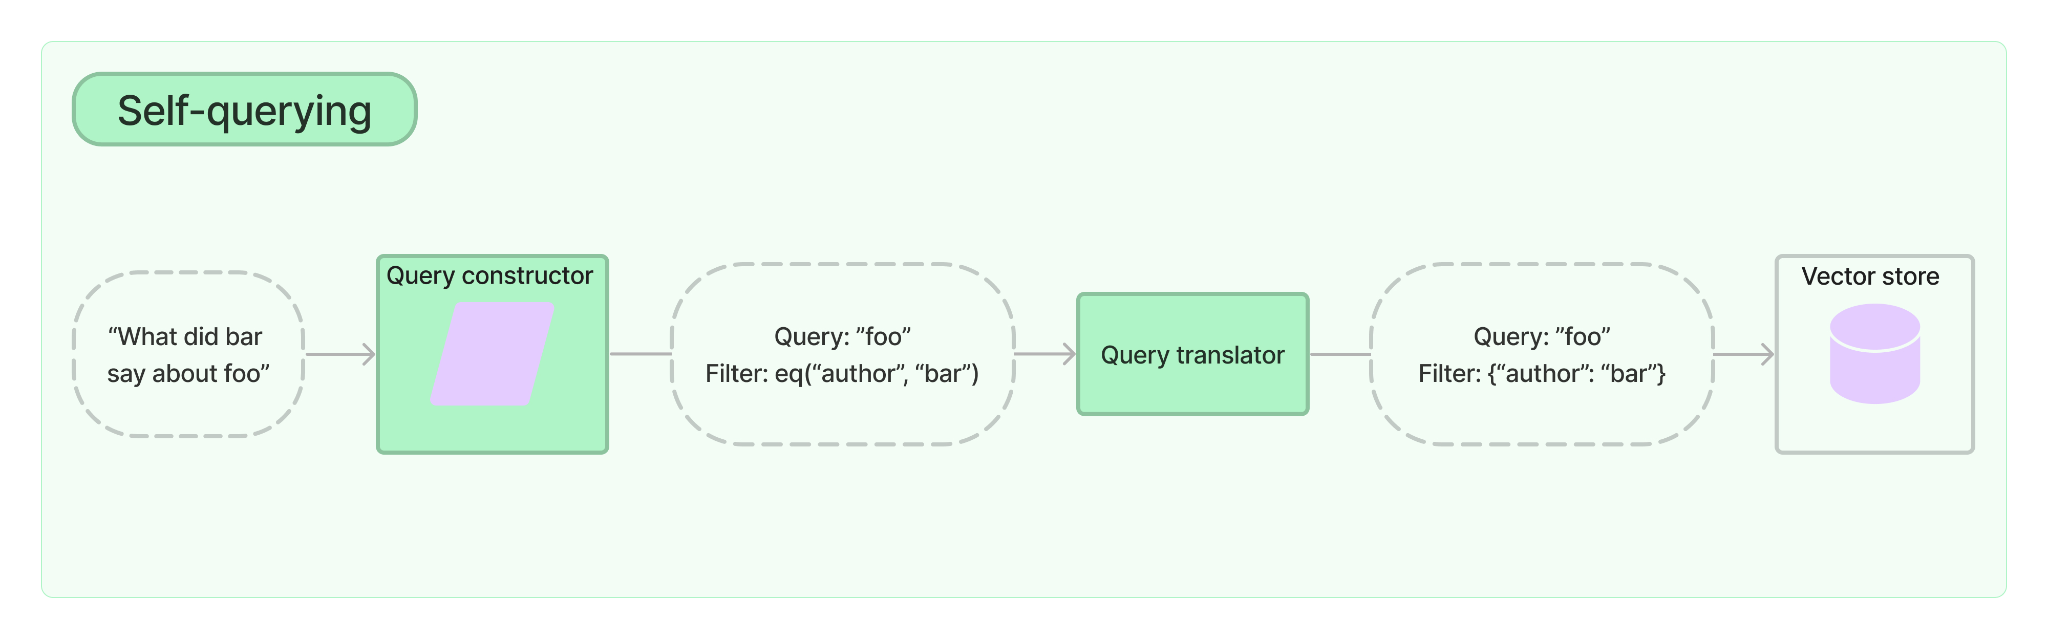 Self-querying
“What did bar
say about foo”
Query constructor
Query: ”foo”
Filter: eq(“author”, “bar”)
Query translator
Query: ”foo”
Filter: {“author”: “bar”}
Vector store